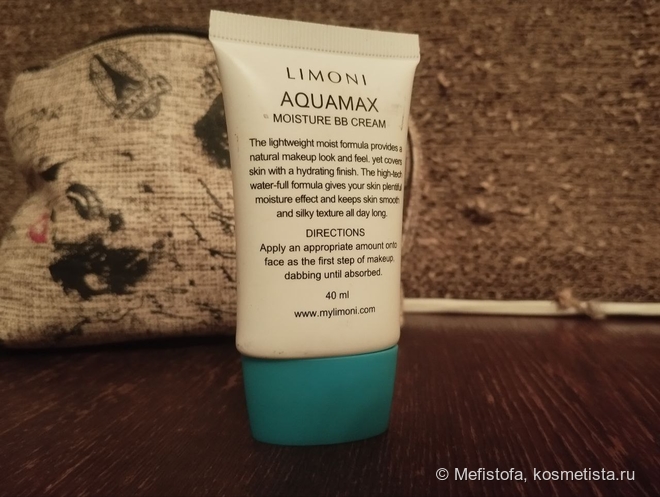 LIMONI
AQUAMAX
MOISTURE BB CREAM
The lightweight moist formula provides a
natural makeup look and feel. yet covers
skin with a hydrating finish. The high-tech
water-full formula gives your skin plentiful
moisture effect and keeps skin smooth
and silky texture all day long.
DIRECTIONS
Apply an appropriate amount onto
face as the first step of makeup.
dabbing until absorbed.
40 ml
www.mylimoni.com
© Mefistofa, kosmetista.ru